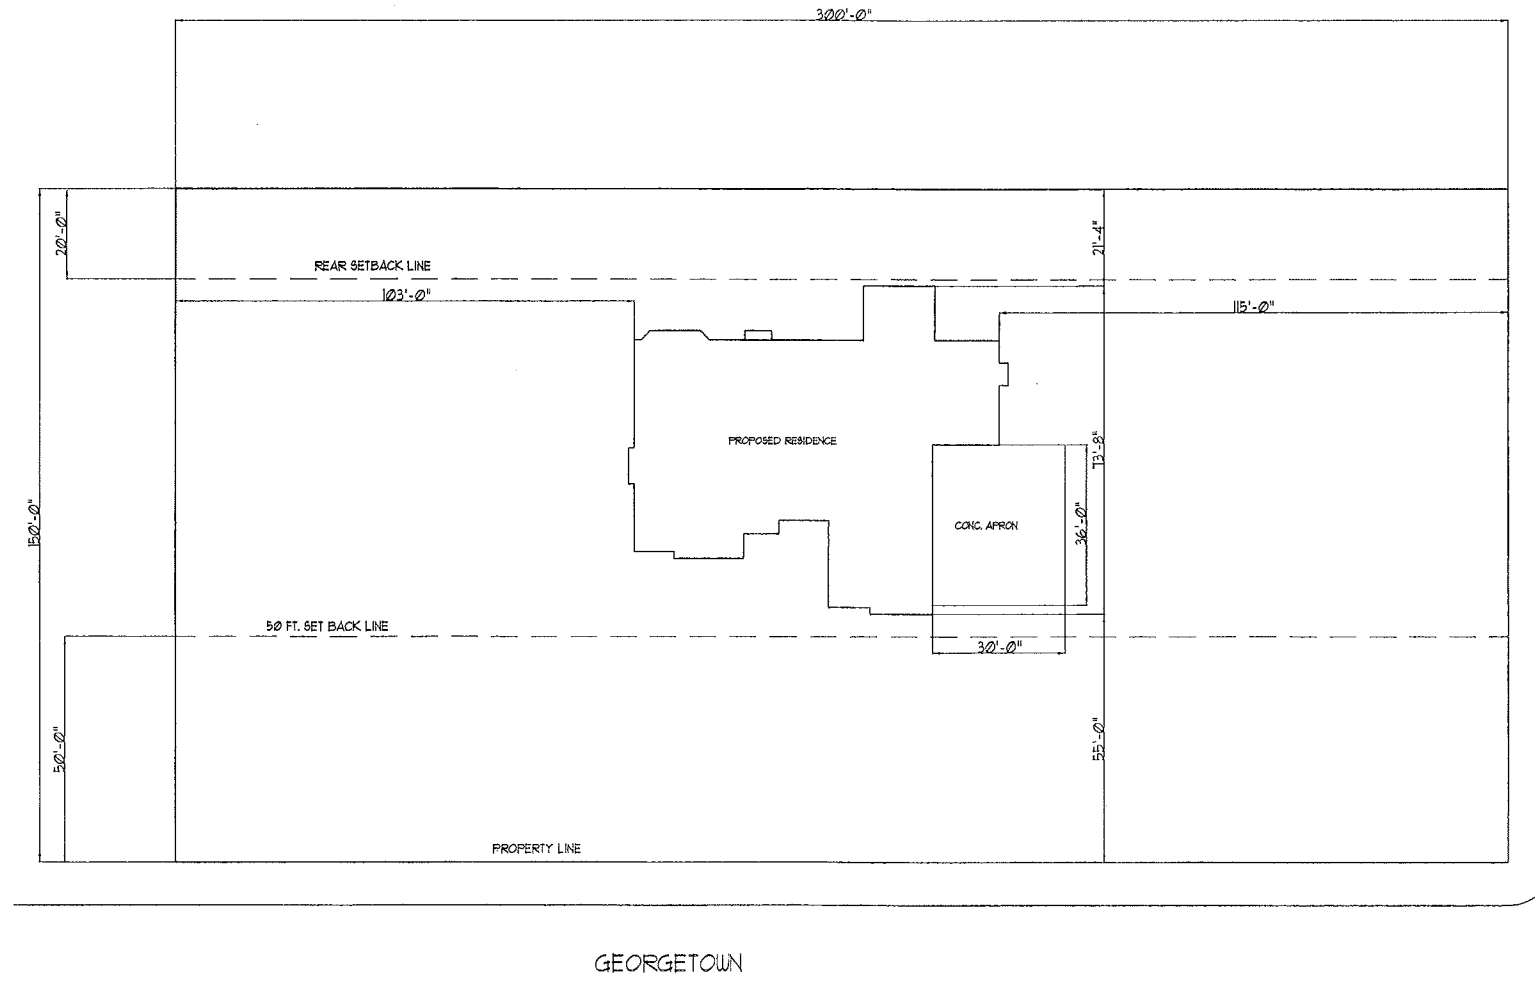 300'-0"
20'-0"
21'-4"
REAR SETBACK LINE
103'-0"
115'-0"
PROPOSED RESIDENCE
73'-8"
150'-0"
CONC. APRON
36'-0"
50 FT. SET BACK LINE
30'-0"
50'-0"
55'-0"
PROPERTY LINE
GEORGETOWN